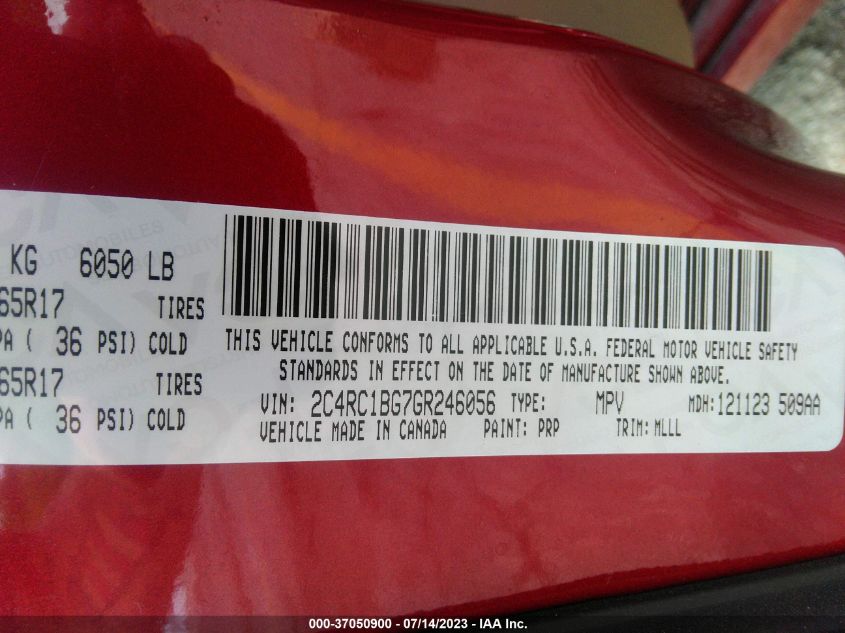 KG 6050 LB
65R17 TIRES
PA ( 36 PSI) COLD
65R17 TIRES
PA ( 36 PSI) COLD
THIS VEHICLE CONFORMS TO ALL APPLICABLE U.S.A. FEDERAL MOTOR VEHICLE SAFETY
STANDARDS IN EFFECT ON THE DATE OF MANUFACTURE SHOWN ABOVE.
VIN: 2C4RC1BG7GR246056 TYPE: MPV MDH: 121123 509AA
VEHICLE MADE IN CANADA PAINT: PRP TRIM: MLLL
000-37050900 - 07/14/2023 - IAA Inc.